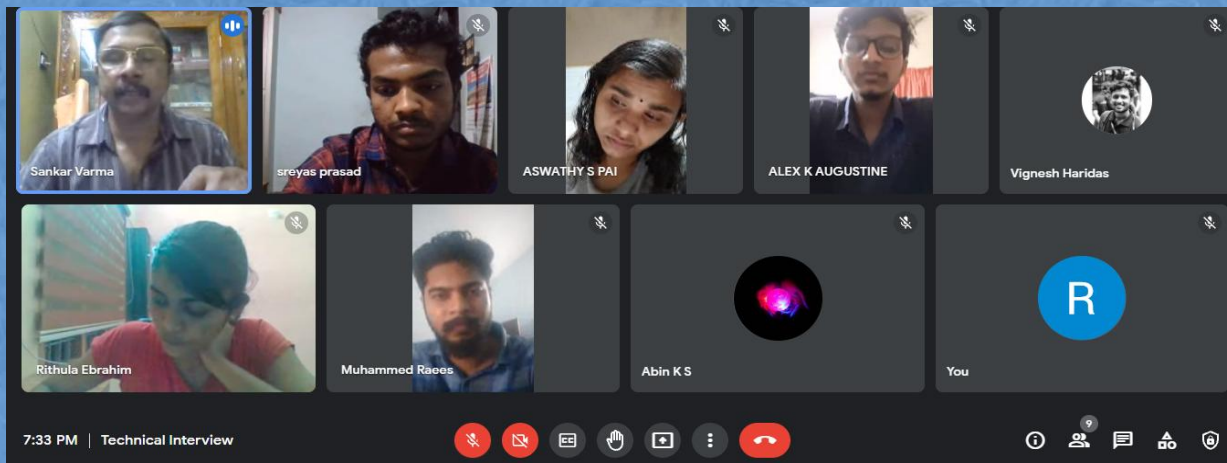 Sankar Varma
sreyas prasad
ASWATHY S PAI
ALEX K AUGUSTINE
Vignesh Haridas
Rithula Ebrahim
Muhammed Raees
Abin K S
R
You
7:33 PM | Technical Interview
CC
9